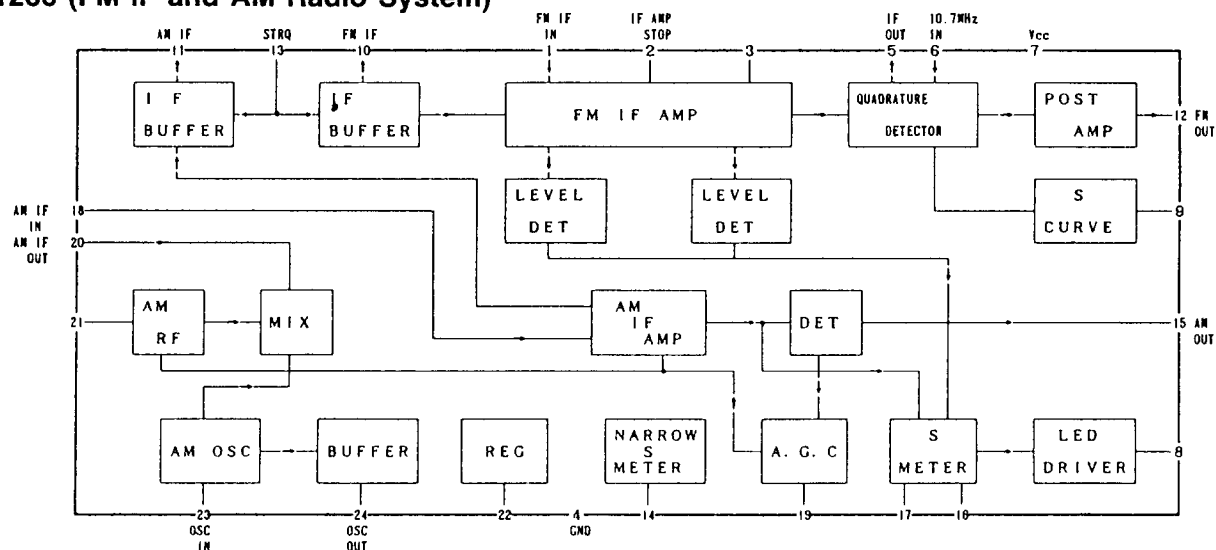 (FM IF and AM Radio System)
AM IF
11
STRQ
13
FM IF
10
FM IF
IN
1
IF AMP
STOP
2
3
IF
OUT
5
10.7MHz
IN
6
Vcc
7
IF
BUFFER
IF
BUFFER
FM IF AMP
QUADRATURE
DETECTOR
POST
AMP
12 FM
OUT
LEVEL
DET
LEVEL
DET
S
CURVE
9
AM IF 18
IN
AM IF 20
OUT
21
AM
RF
MIX
AM
IF
AMP
DET
15 AM
OUT
AM OSC
BUFFER
REG
NARROW
S
METER
A.G.C
S
METER
LED
DRIVER
8
23
OSC
IN
24
OSC
OUT
22
4
GND
14
19
17
16